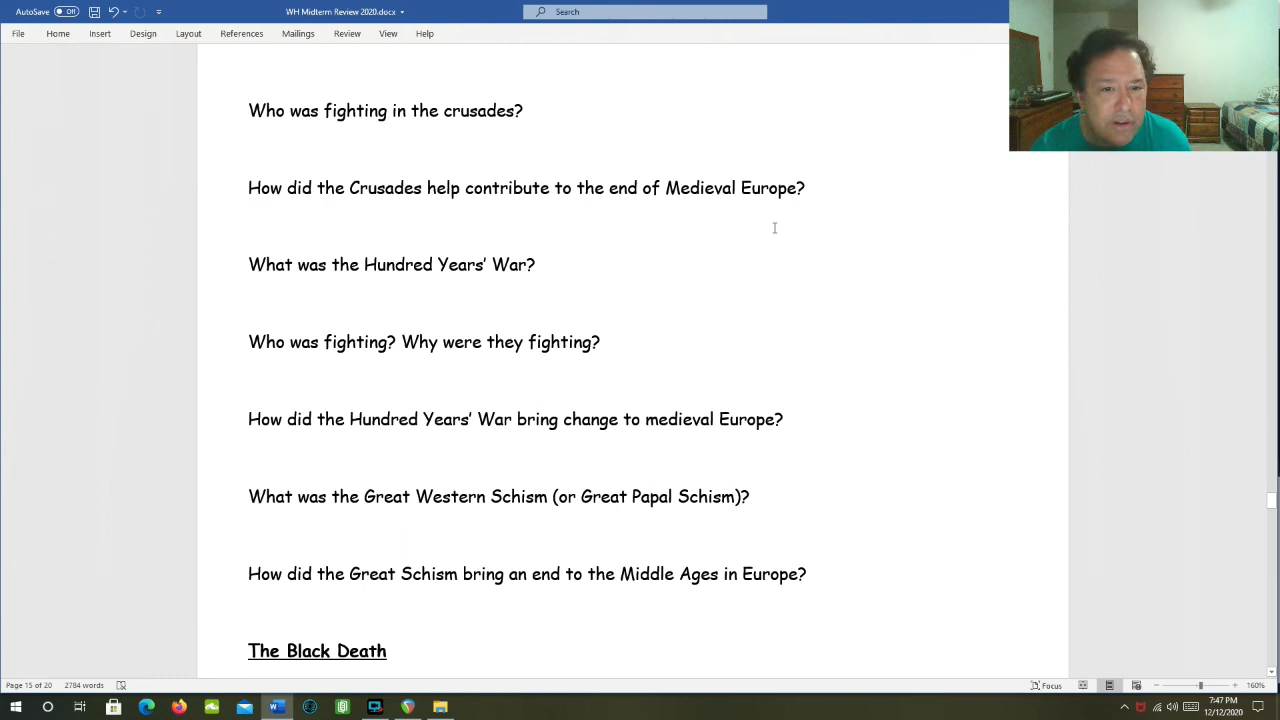 AutoSave Off WH Midterm Review 2020.docx Search
File Home Insert Design Layout References Mailings Review View Help
Who was fighting in the crusades?
How did the Crusades help contribute to the end of Medieval Europe?
What was the Hundred Years’ War?
Who was fighting? Why were they fighting?
How did the Hundred Years’ War bring change to medieval Europe?
What was the Great Western Schism (or Great Papal Schism)?
How did the Great Schism bring an end to the Middle Ages in Europe?
The Black Death
Page 15 of 20 2784 words Focus 160%
7:47 PM
12/12/2020